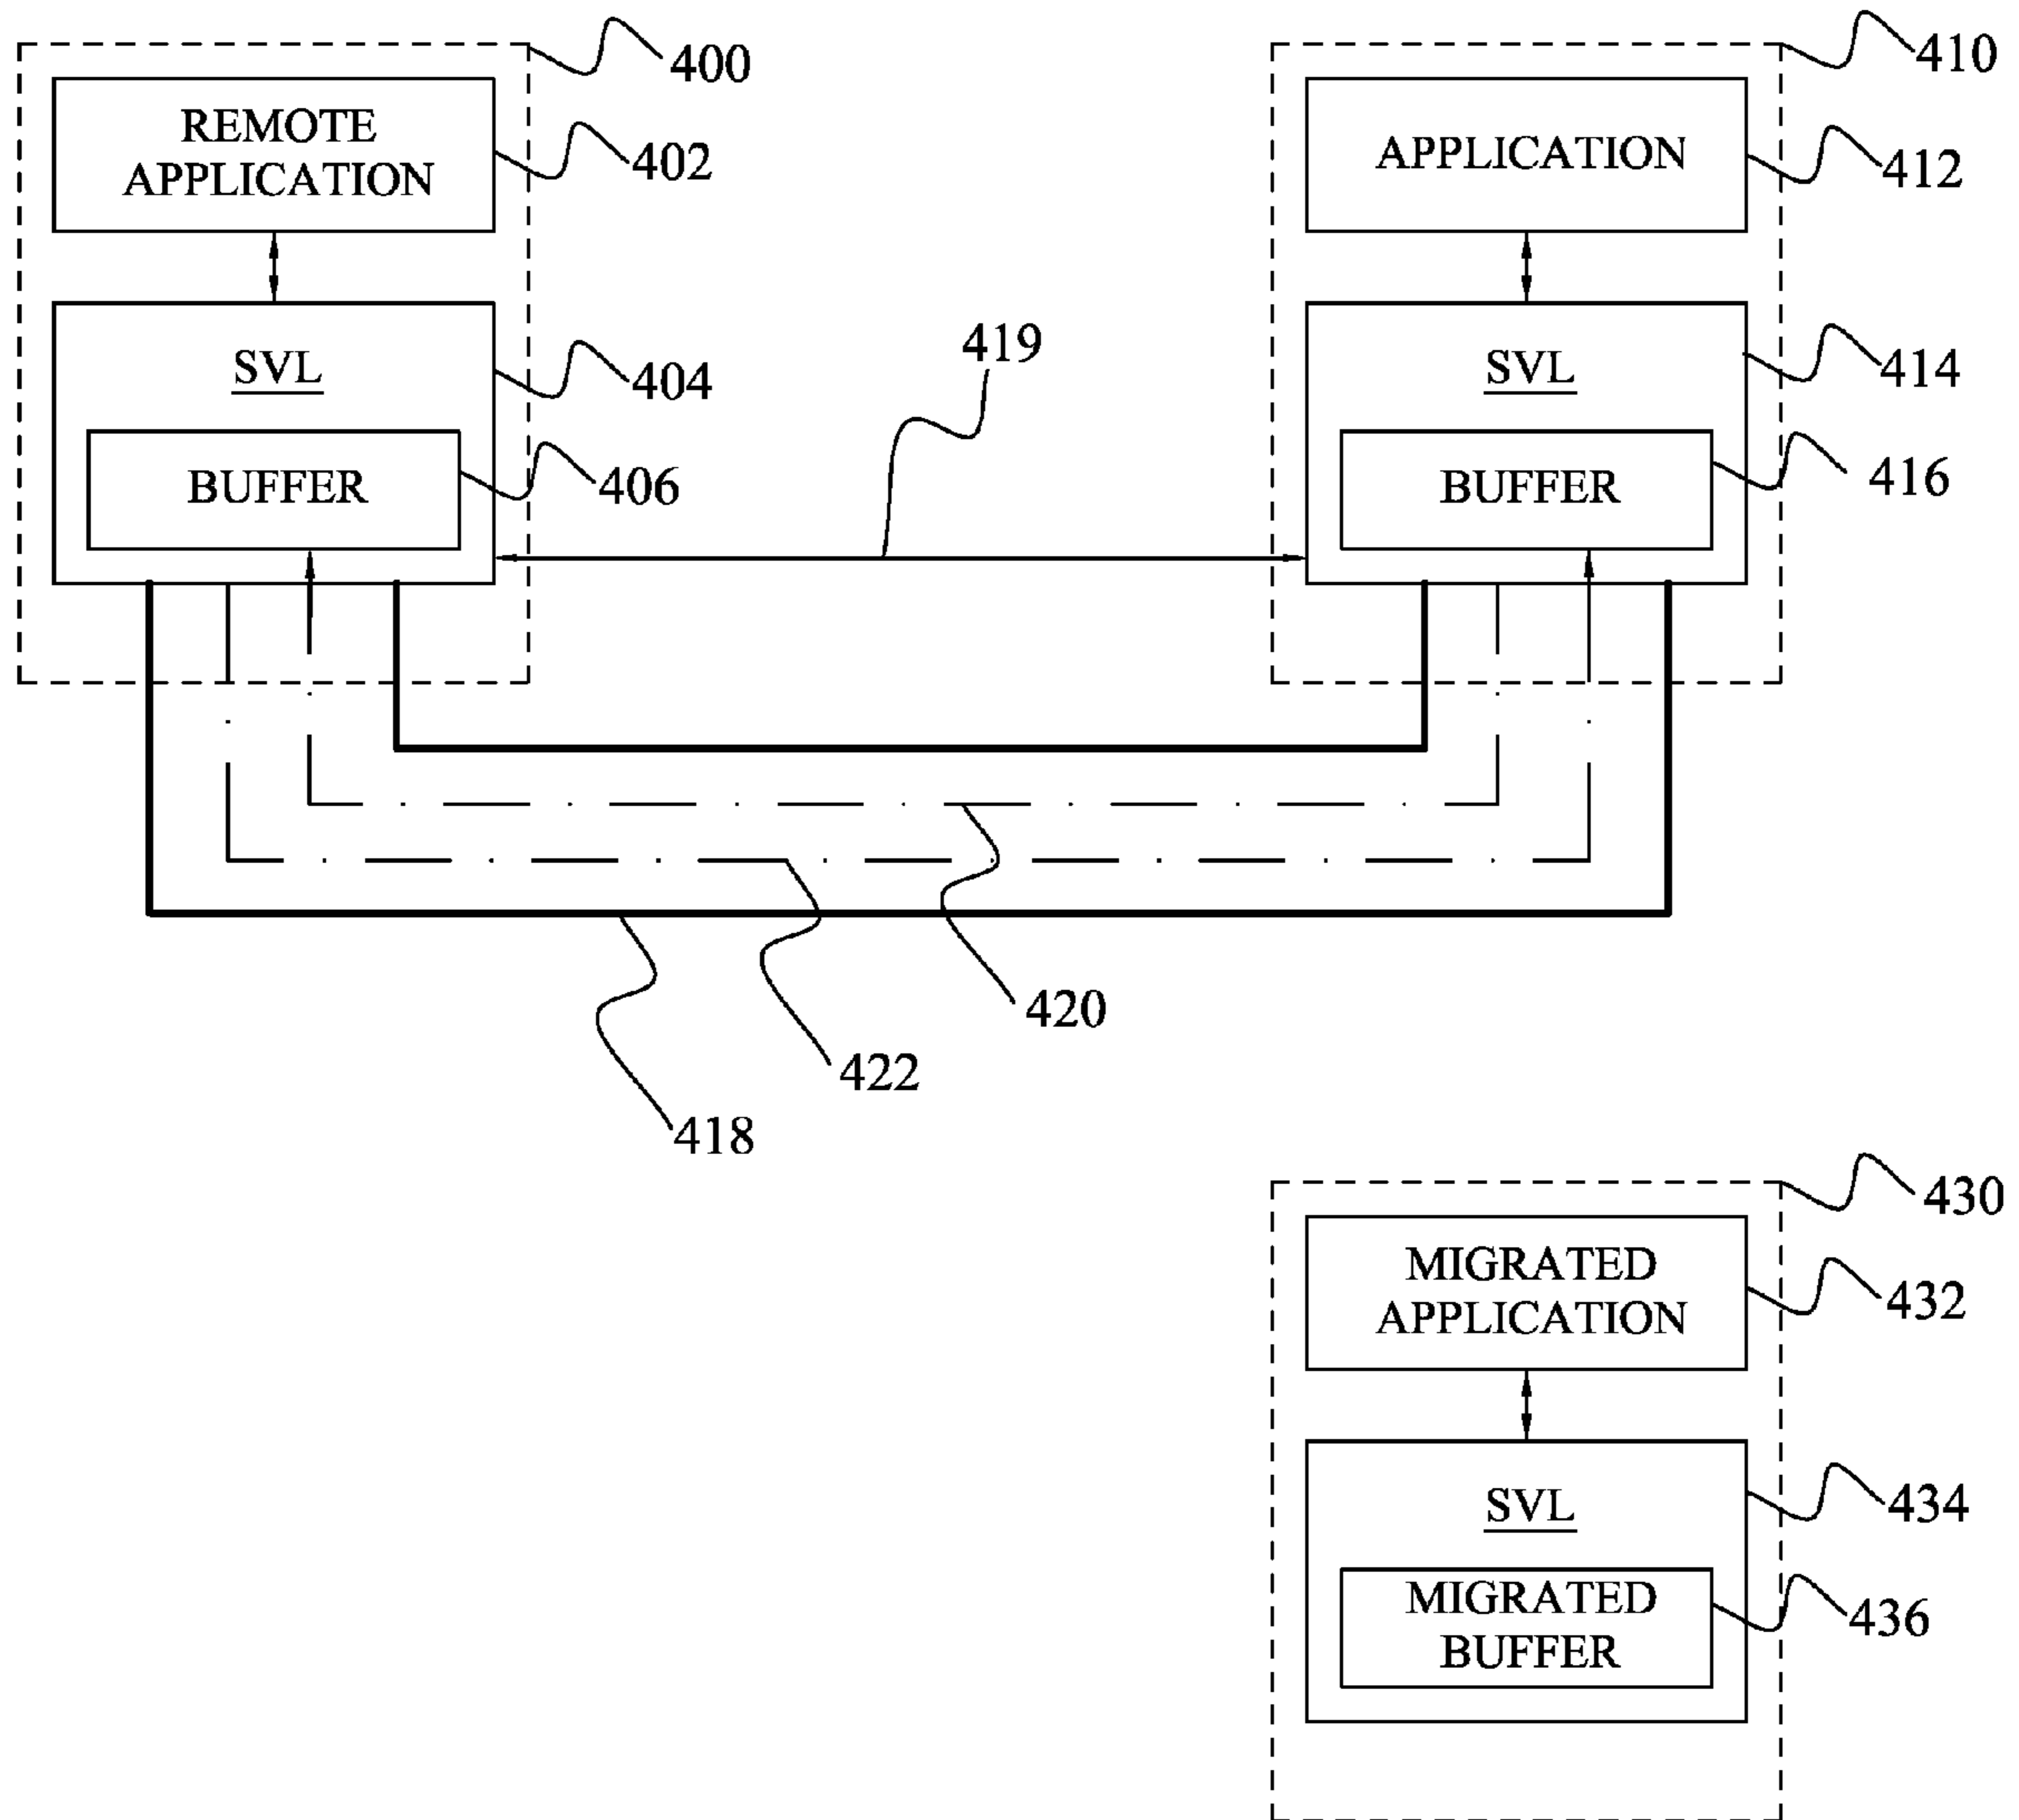 400
REMOTE
APPLICATION
402
SVL
404
BUFFER
406
410
APPLICATION
412
SVL
414
BUFFER
416
419
420
422
418
430
MIGRATED
APPLICATION
432
SVL
434
MIGRATED
BUFFER
436